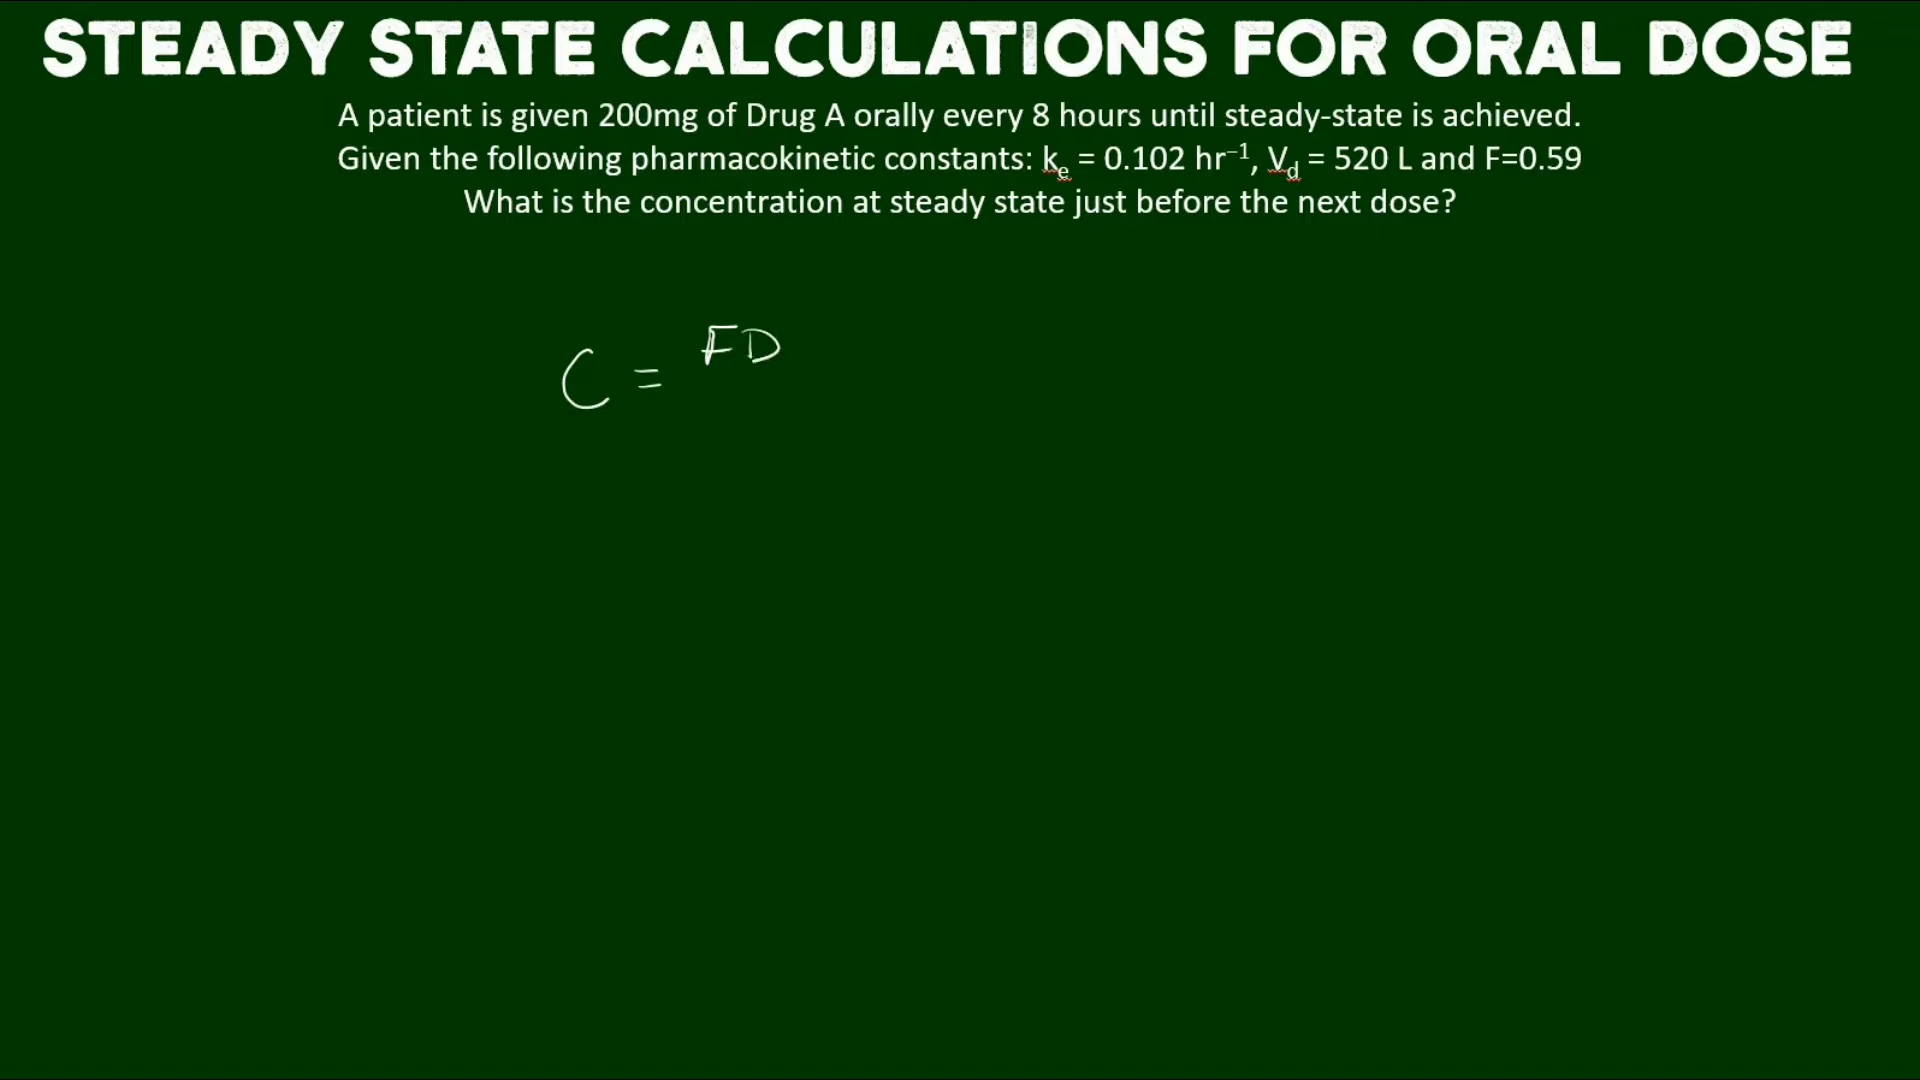 STEADY STATE CALCULATIONS FOR ORAL DOSE
A patient is given 200mg of Drug A orally every 8 hours until steady-state is achieved.
Given the following pharmacokinetic constants: kₑ = 0.102 hr⁻¹, V_d = 520 L and F=0.59
What is the concentration at steady state just before the next dose?
C = FD